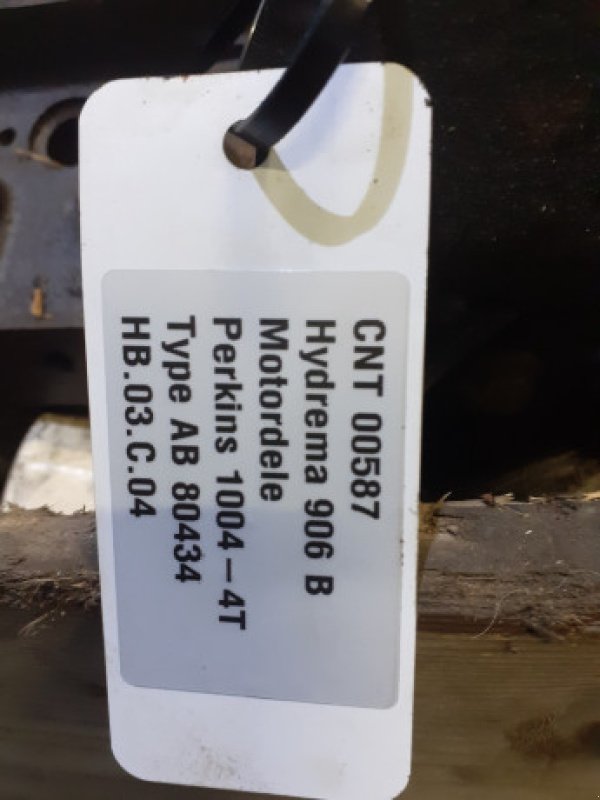 CNT 00587
Hydrema 906 B
Motordele
Perkins 1004-4T
Type AB 80434
HB.03.C.04